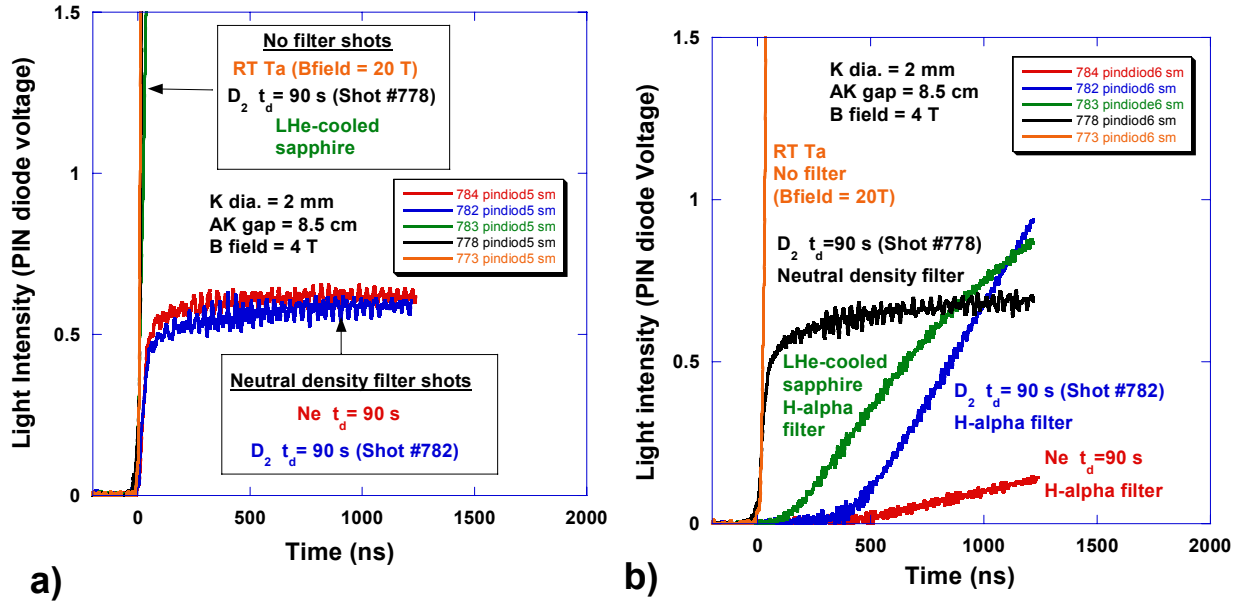 1.5
1
0.5
0
Light Intensity (PIN diode voltage)
No filter shots
RT Ta (Bfield = 20 T)
D2 td= 90 s (Shot #778)
LHe-cooled
sapphire
K dia. = 2 mm
AK gap = 8.5 cm
B field = 4 T
784 pindiod5 sm
782 pindiod5 sm
783 pindiod5 sm
778 pindiod5 sm
773 pindiod5 sm
Neutral density filter shots
Ne td= 90 s
D2 td= 90 s (Shot #782)
0 500 1000 1500 2000
Time (ns)
a)
1.5
1
0.5
0
Light intensity (PIN diode Voltage)
K dia. = 2 mm
AK gap = 8.5 cm
B field = 4 T
784 pinddiod6 sm
782 pindiod6 sm
783 pindiode6 sm
778 pindiod6 sm
773 pindiod6 sm
RT Ta
No filter
(Bfield = 20T)
D2 td=90 s (Shot #778)
Neutral density filter
LHe-cooled
sapphire
H-alpha
filter
D2 td= 90 s (Shot #782)
H-alpha filter
Ne td=90 s
H-alpha filter
0 500 1000 1500 2000
Time (ns)
b)